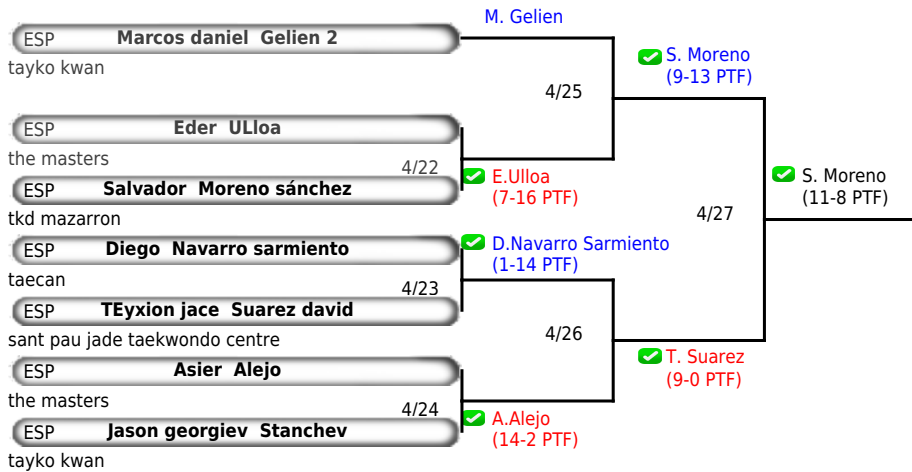 M. Gelien
ESP Marcos daniel Gelien 2
tayko kwan
S. Moreno
(9-13 PTF)
4/25
ESP Eder ULloa
the masters
4/22
ESP Salvador Moreno sánchez
tkd mazarron
E.Ulloa
(7-16 PTF)
S. Moreno
(11-8 PTF)
4/27
ESP Diego Navarro sarmiento
taecan
D.Navarro Sarmiento
(1-14 PTF)
4/23
ESP TEyxion jace Suarez david
sant pau jade taekwondo centre
4/26
T. Suarez
(9-0 PTF)
ESP Asier Alejo
the masters
4/24
ESP Jason georgiev Stanchev
tayko kwan
A.Alejo
(14-2 PTF)